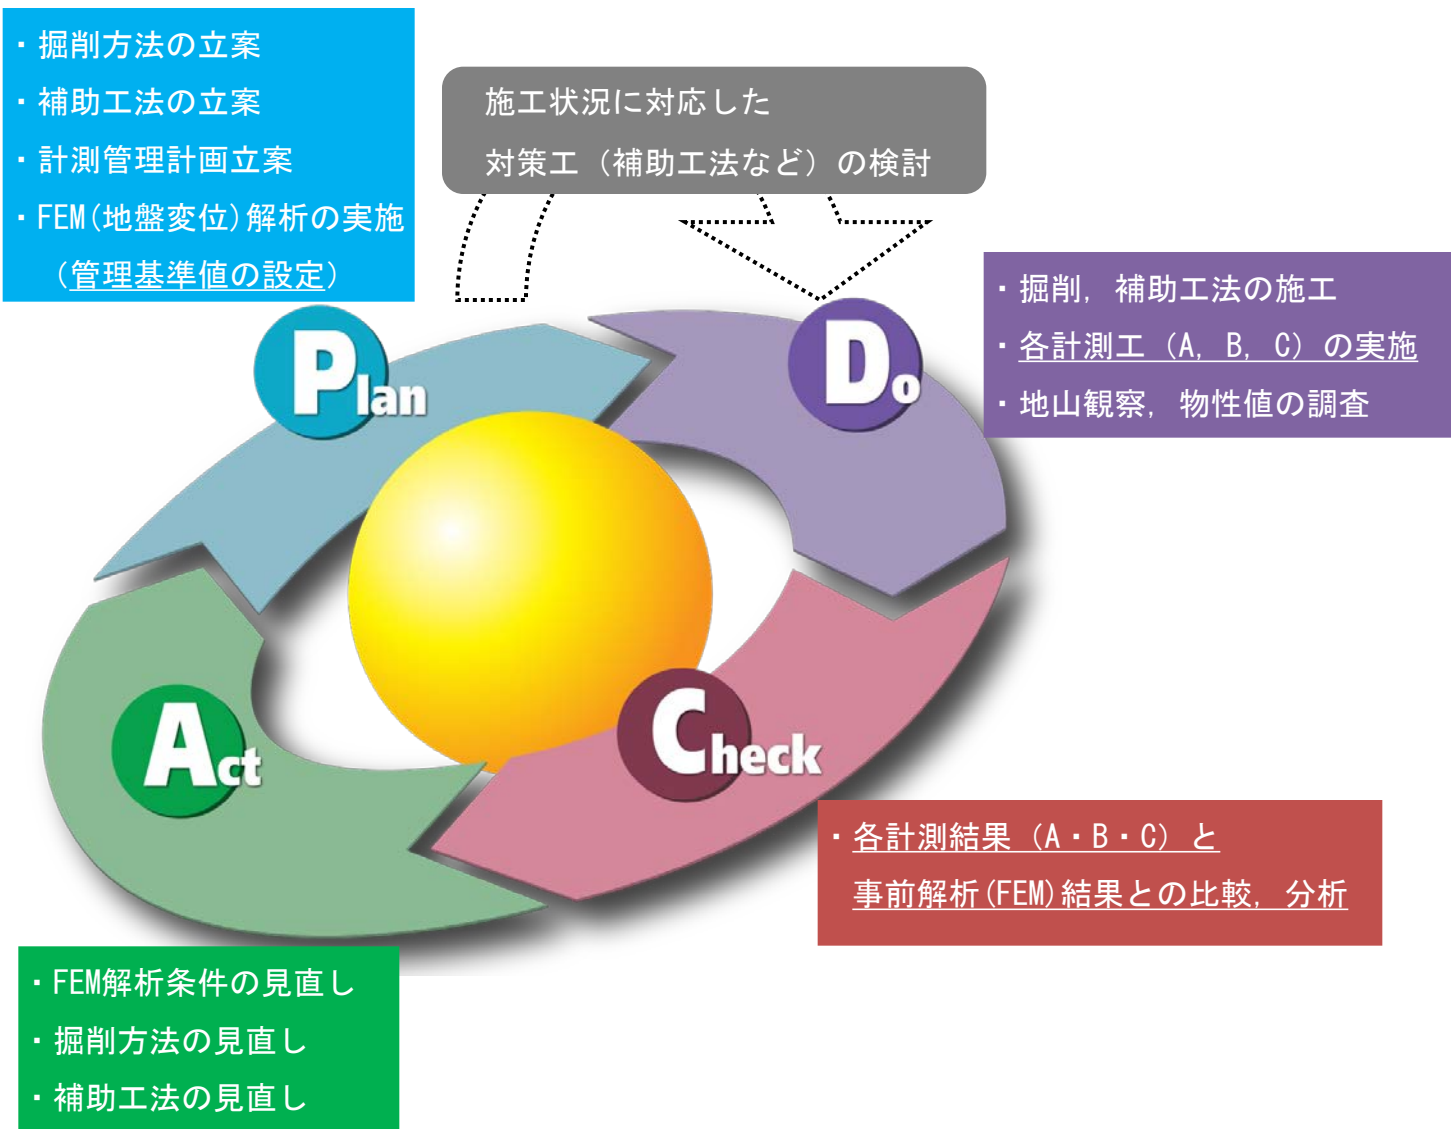 ・掘削方法の立案
・補助工法の立案
・計測管理計画立案
・FEM(地盤変位)解析の実施
（管理基準値の設定）
施工状況に対応した
対策工（補助工法など）の検討
・掘削，補助工法の施工
・各計測工（A，B，C）の実施
・地山観察，物性値の調査
Plan
Do
Check
Act
・各計測結果（A・B・C）と
事前解析(FEM)結果との比較，分析
・FEM解析条件の見直し
・掘削方法の見直し
・補助工法の見直し